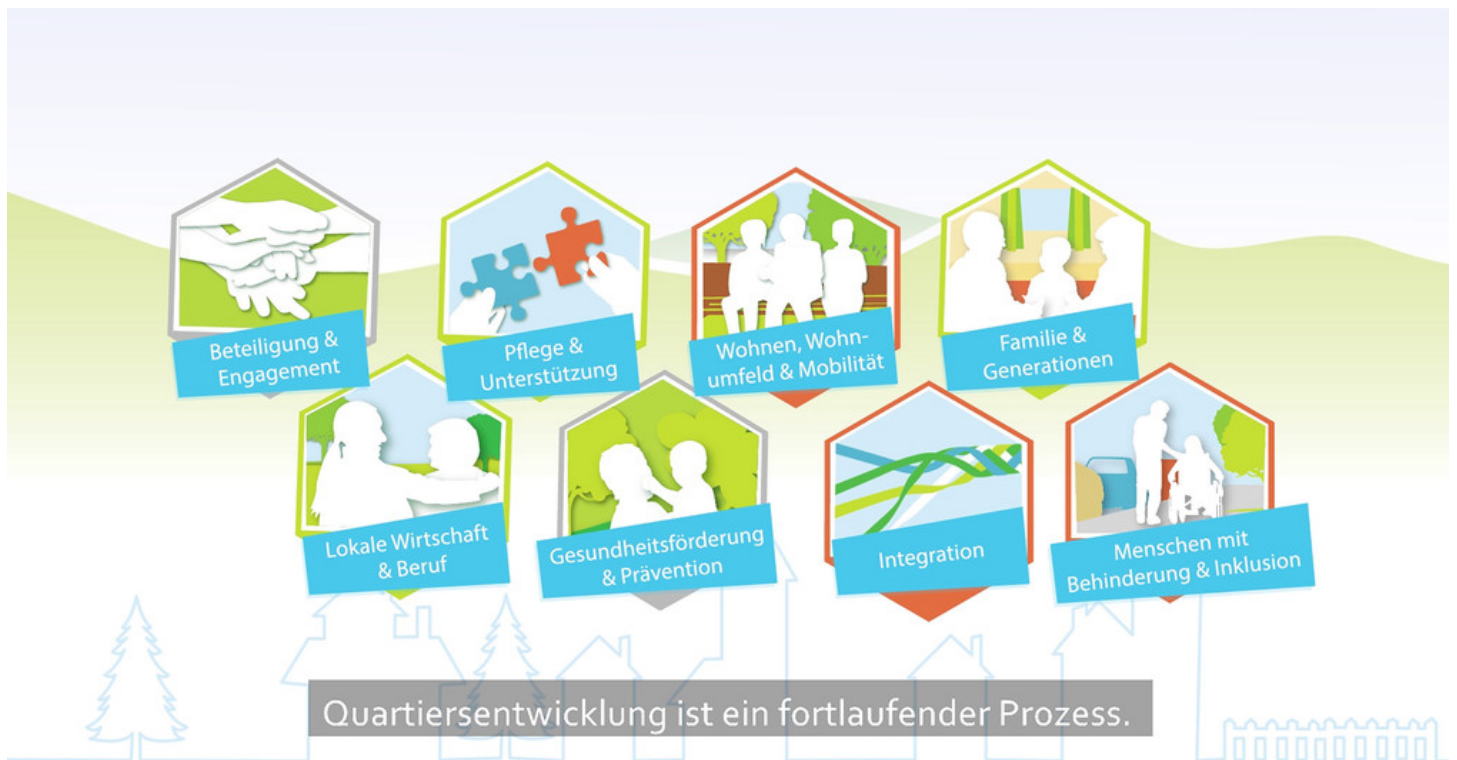 Beteiligung &
Engagement
Pflege &
Unterstützung
Wohnen, Wohn-
umfeld & Mobilität
Familie &
Generationen
Lokale Wirtschaft
& Beruf
Gesundheitsförderung
& Prävention
Integration
Menschen mit
Behinderung & Inklusion
Quartiersentwicklung ist ein fortlaufender Prozess.